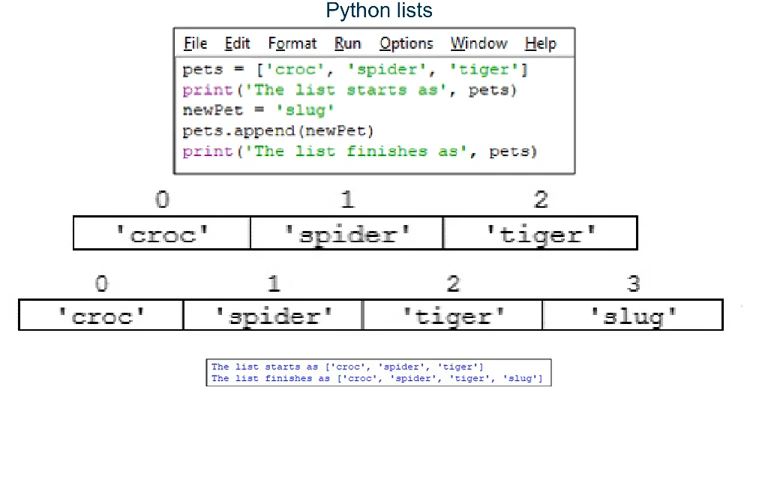 Python lists
File Edit Format Run Options Window Help
pets = ['croc', 'spider', 'tiger']
print('The list starts as', pets)
newPet = 'slug'
pets.append(newPet)
print('The list finishes as', pets)
0 1 2
'croc' 'spider' 'tiger'
0 1 2 3
'croc' 'spider' 'tiger' 'slug'
The list starts as ['croc', 'spider', 'tiger']
The list finishes as ['croc', 'spider', 'tiger', 'slug']